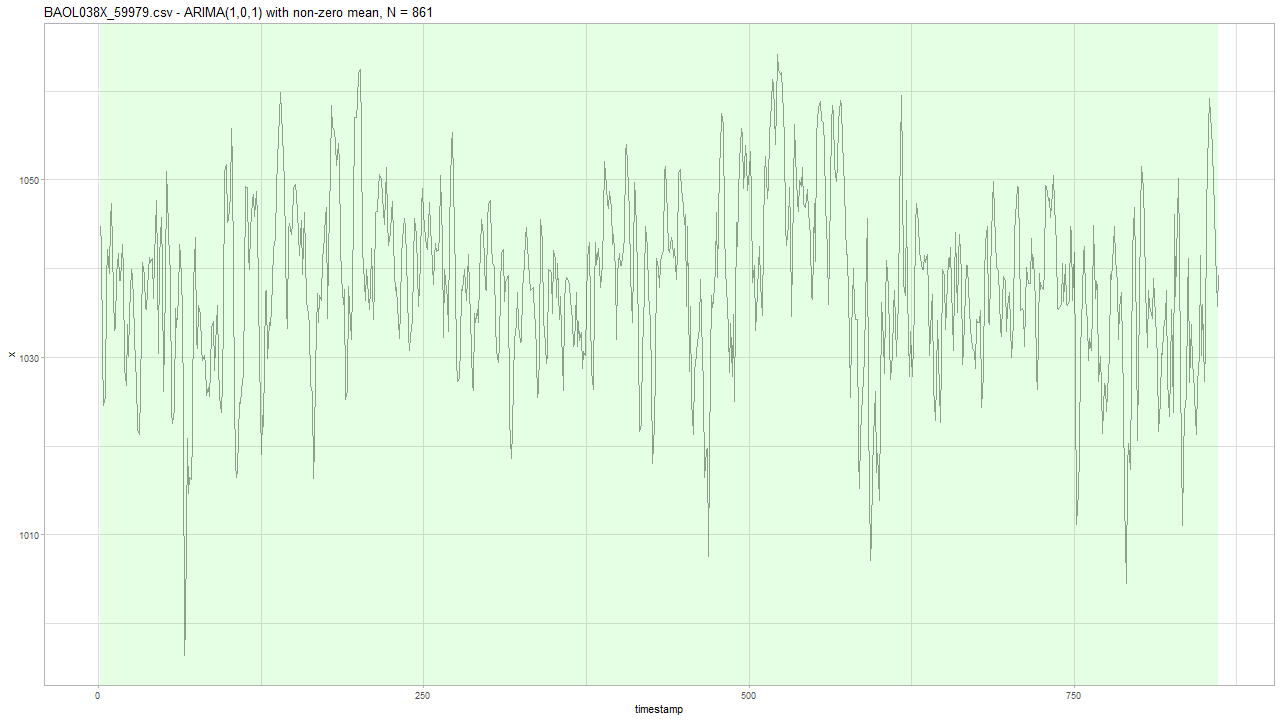 BAOL038X_59979.csv - ARIMA(1,0,1) with non-zero mean, N = 861
1050
1030
1010
x
0
250
500
750
timestamp